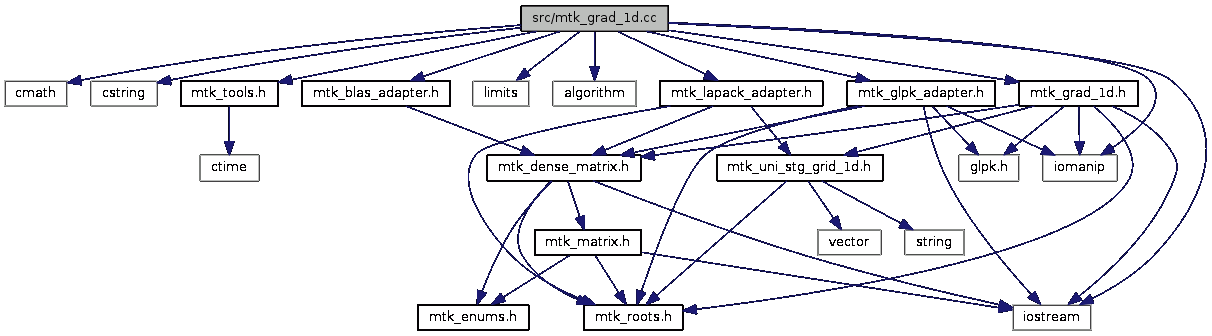 src/mtk_grad_1d.cc
cmath
cstring
mtk_tools.h
mtk_blas_adapter.h
limits
algorithm
mtk_lapack_adapter.h
mtk_glpk_adapter.h
mtk_grad_1d.h
ctime
mtk_dense_matrix.h
mtk_uni_stg_grid_1d.h
glpk.h
iomanip
mtk_matrix.h
vector
string
mtk_enums.h
mtk_roots.h
iostream